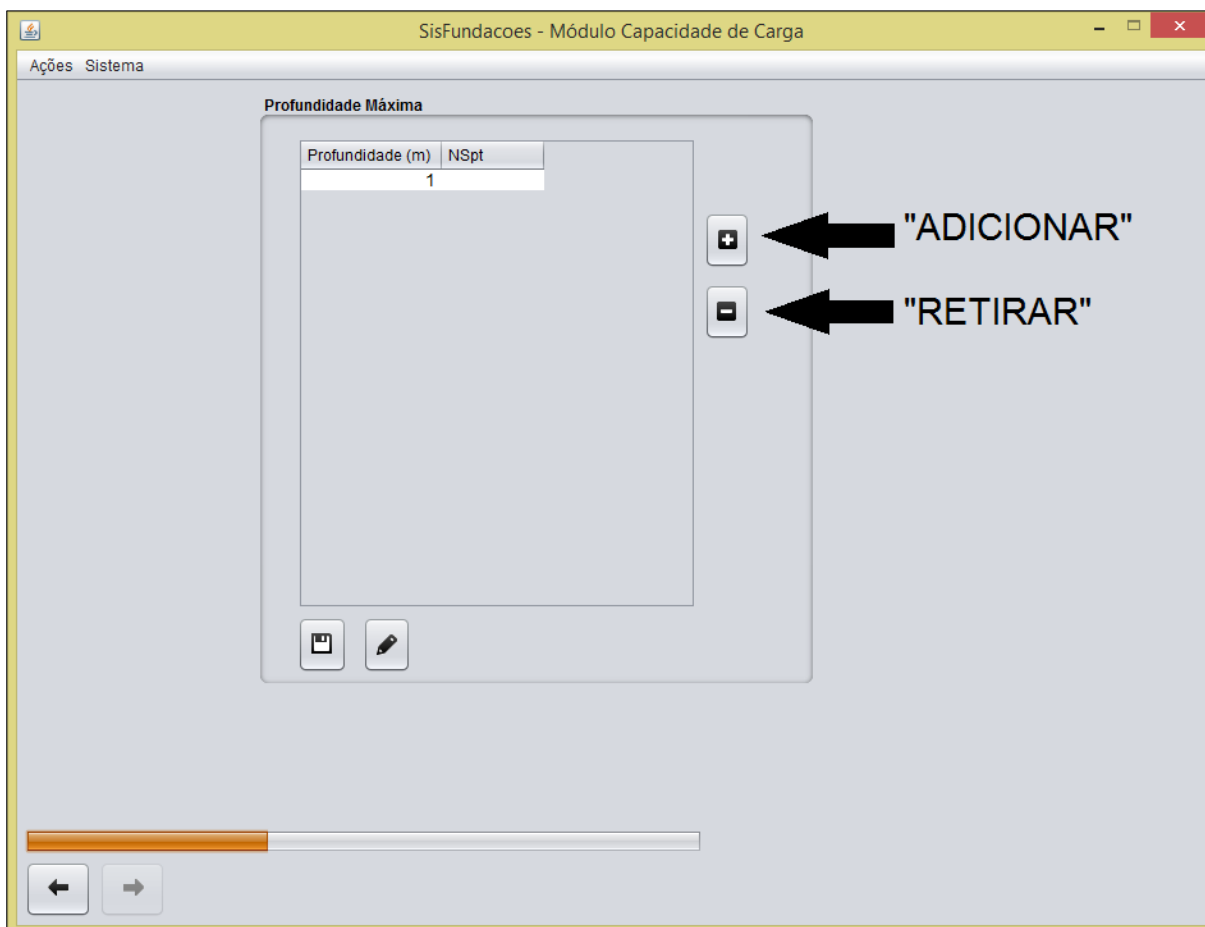 SisFundacoes - Módulo Capacidade de Carga
Ações Sistema
Profundidade Máxima
Profundidade (m) NSpt
1
"ADICIONAR"
"RETIRAR"